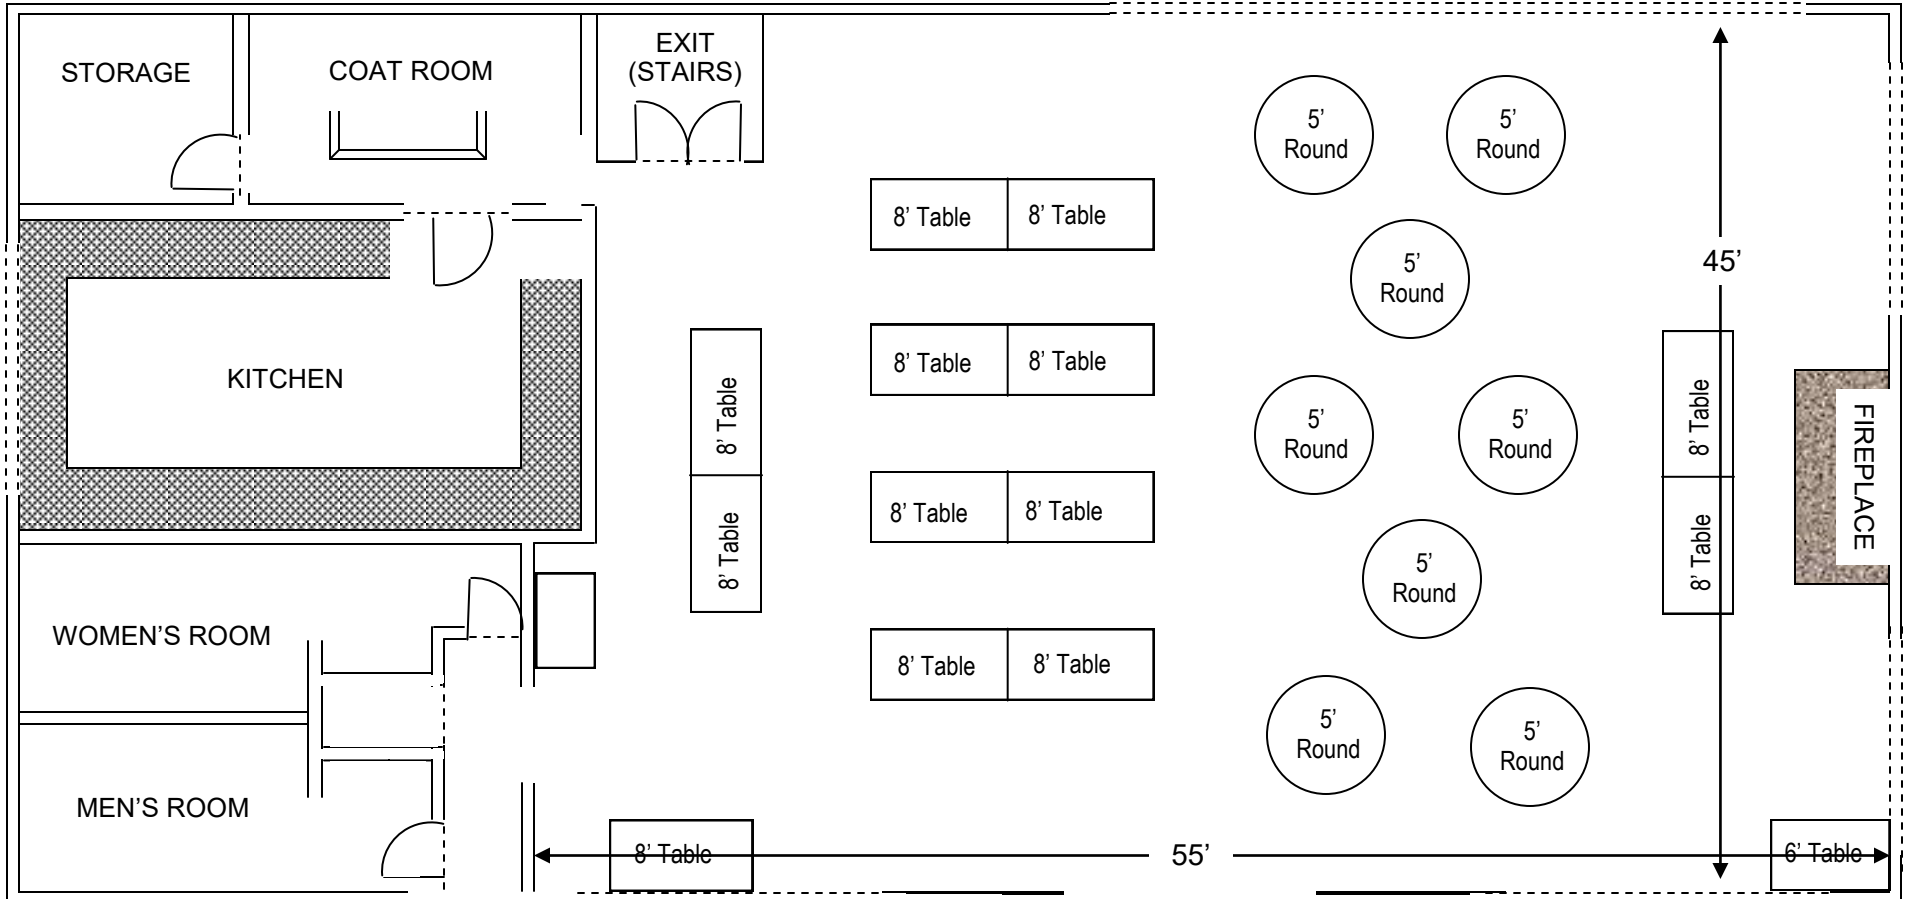 STORAGE
COAT ROOM
EXIT
(STAIRS)
5'
Round
5'
Round
8' Table
8' Table
5'
Round
45'
KITCHEN
8' Table
8' Table
8' Table
8' Table
5'
Round
5'
Round
8' Table
8' Table
FIREPLACE
8' Table
8' Table
5'
Round
WOMEN'S ROOM
8' Table
8' Table
5'
Round
5'
Round
MEN'S ROOM
8' Table
55'
6' Table